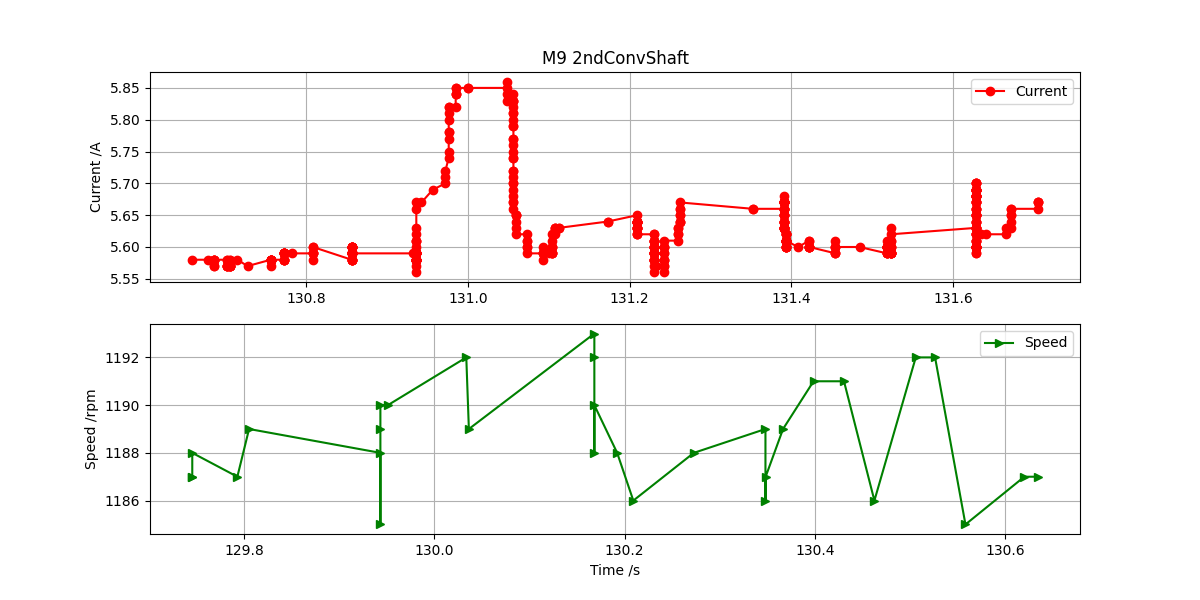 M9 2ndConvShaft
5.85
5.80
5.75
5.70
5.65
5.60
5.55
Current /A
Current
130.8 131.0 131.2 131.4 131.6
1192
1190
1188
1186
Speed /rpm
Speed
129.8 130.0 130.2 130.4 130.6
Time /s